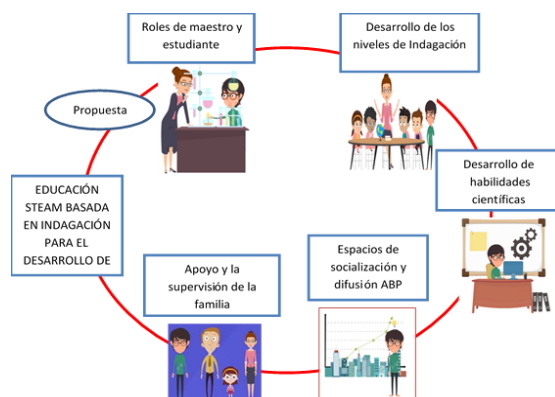 Roles de maestro y
estudiante
Desarrollo de los
niveles de Indagación
Propuesta
Desarrollo de
habilidades
científicas
EDUCACIÓN
STEAM BASADA
EN INDAGACIÓN
PARA EL
DESARROLLO DE
Espacios de
socialización y
difusión ABP
Apoyo y la
supervisión de la
familia